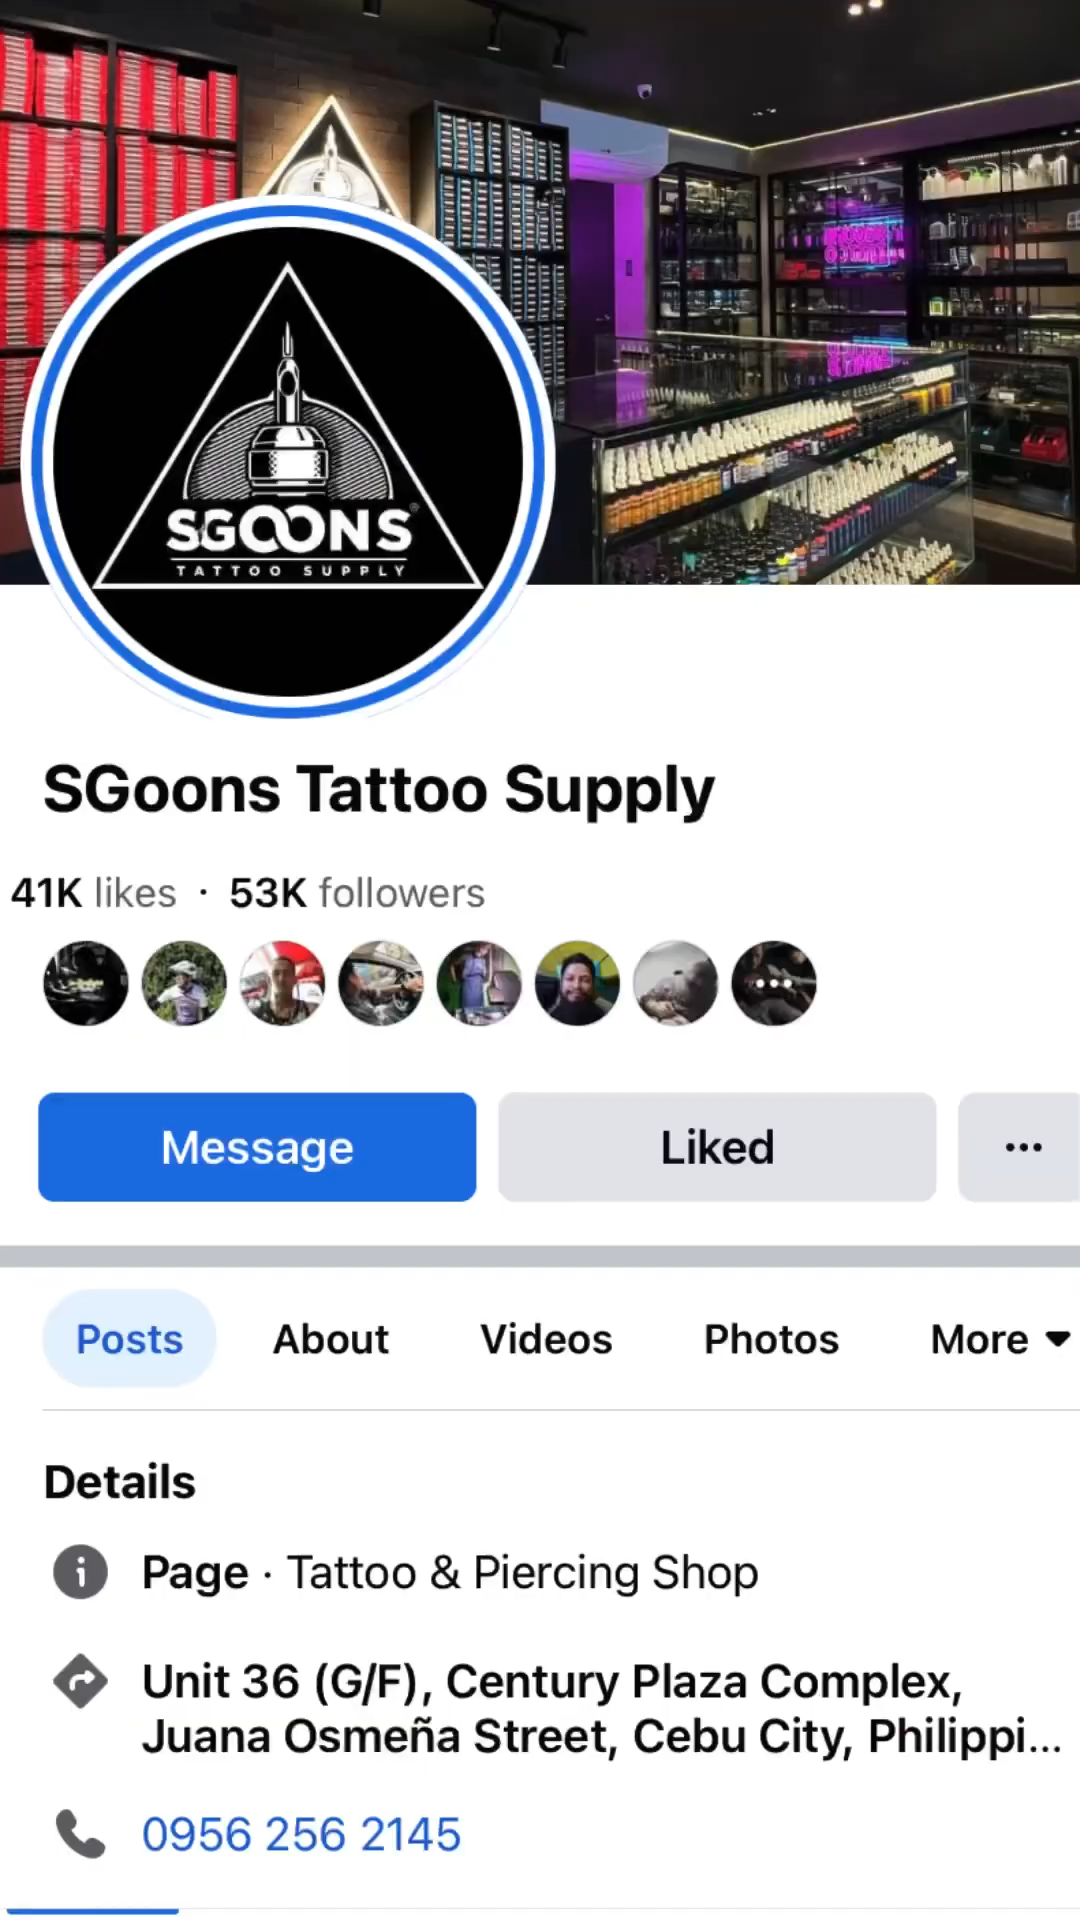 SGOONS®
TATTOO SUPPLY
SGoons Tattoo Supply
41K likes · 53K followers
Message
Liked
Posts
About
Videos
Photos
More
Details
Page · Tattoo & Piercing Shop
Unit 36 (G/F), Century Plaza Complex,
Juana Osmeña Street, Cebu City, Philippi...
0956 256 2145